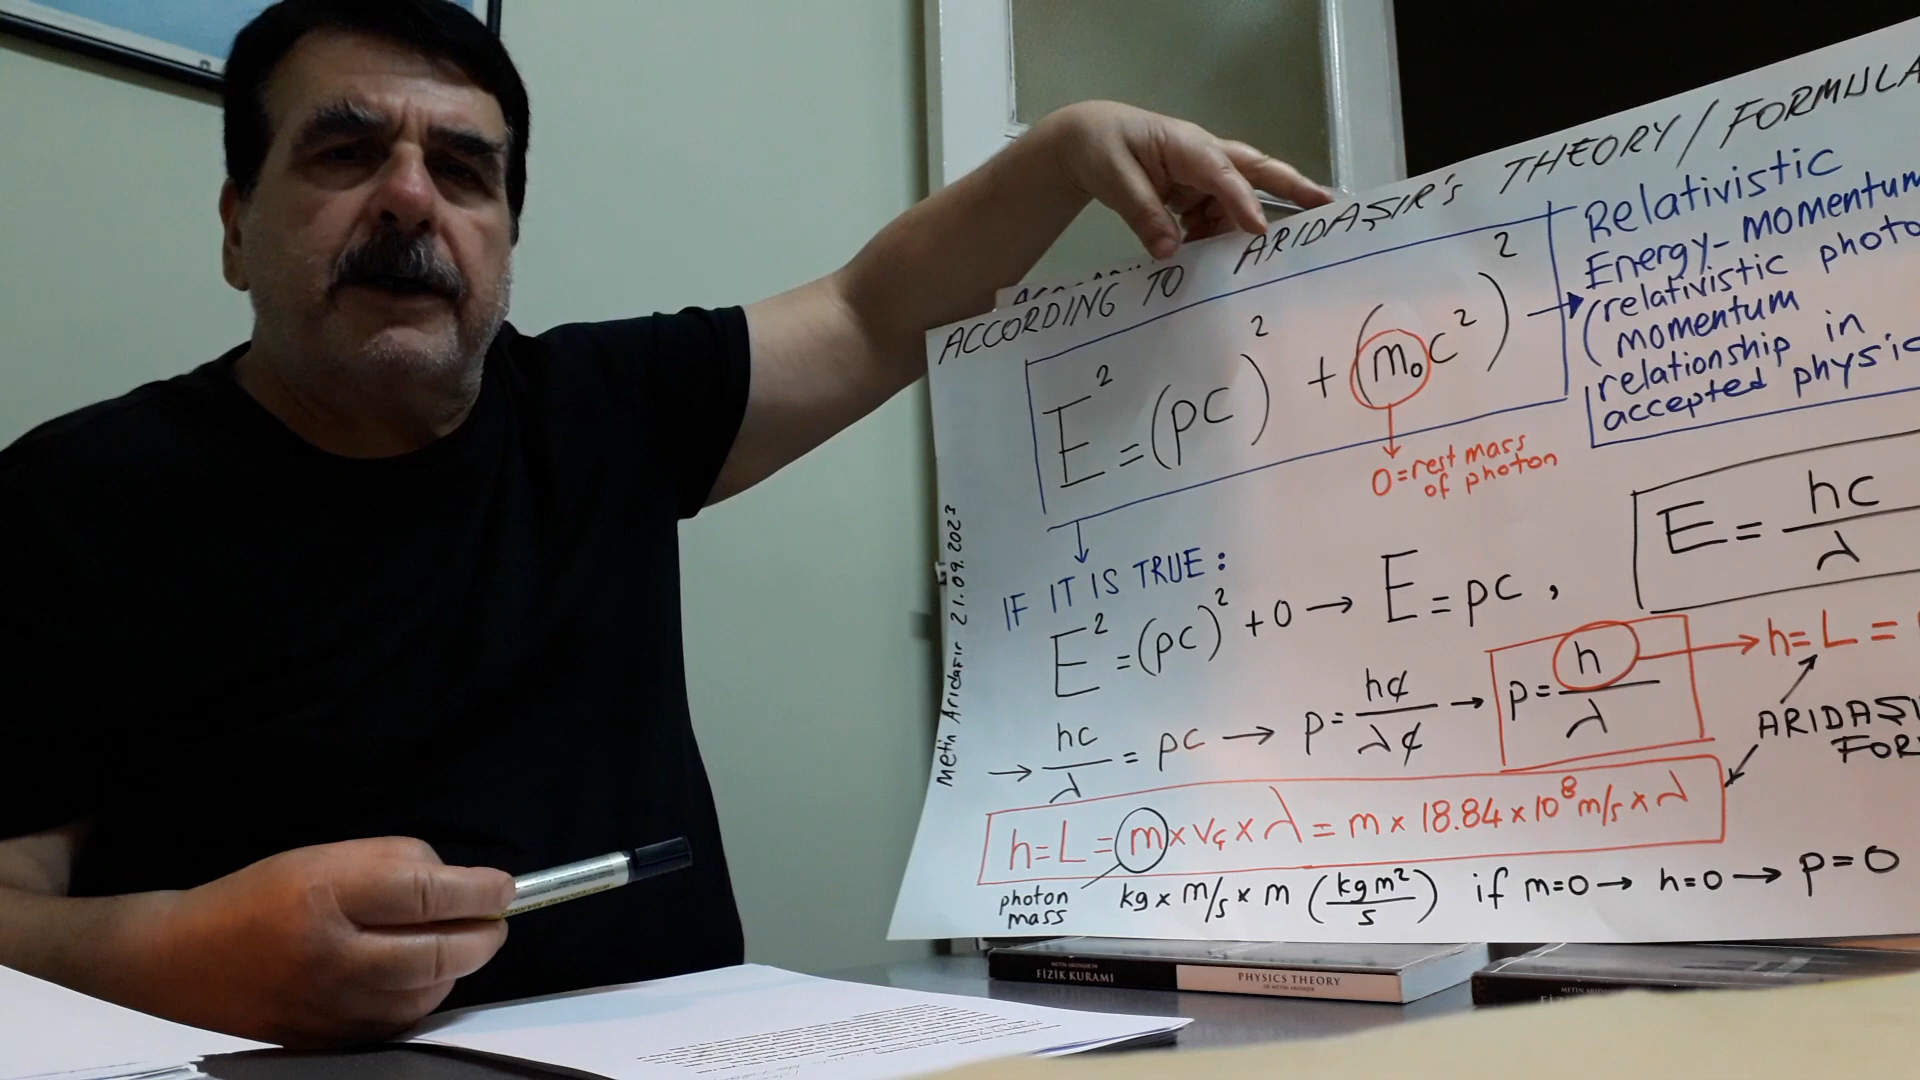 ACCORDING TO ARIDAŞIR's THEORY / FORMULA
E² = (pc)² + (m₀c²)²
Relativistic
Energy-momentum
(relativistic photo
momentum
relationship in
accepted physic
0 = rest mass
of photon
IF IT IS TRUE:
E² = (pc)² + 0 → E = pc ,
E = hc/λ
→ hc/λ = pc → p = hc/λc → p = h/λ → h = L =
ARIDAŞI
FOR
h = L = m x vç x λ = m x 18.84 x 10⁸ m/s x λ
photon
mass
kg x m/s x m (kgm²/s) if m=0 → h=0 → p=0
Metin Arıdaşır 21.09.2023
FİZİK KURAMI
PHYSICS THEORY